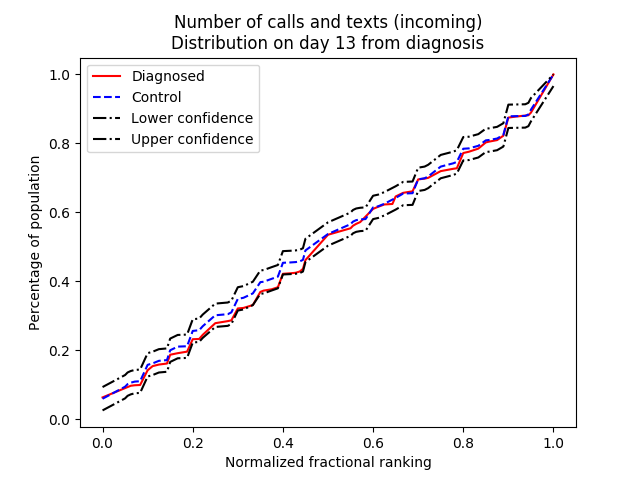 Number of calls and texts (incoming)
Distribution on day 13 from diagnosis
Diagnosed
Control
Lower confidence
Upper confidence
Percentage of population
1.0
0.8
0.6
0.4
0.2
0.0
0.0 0.2 0.4 0.6 0.8 1.0
Normalized fractional ranking